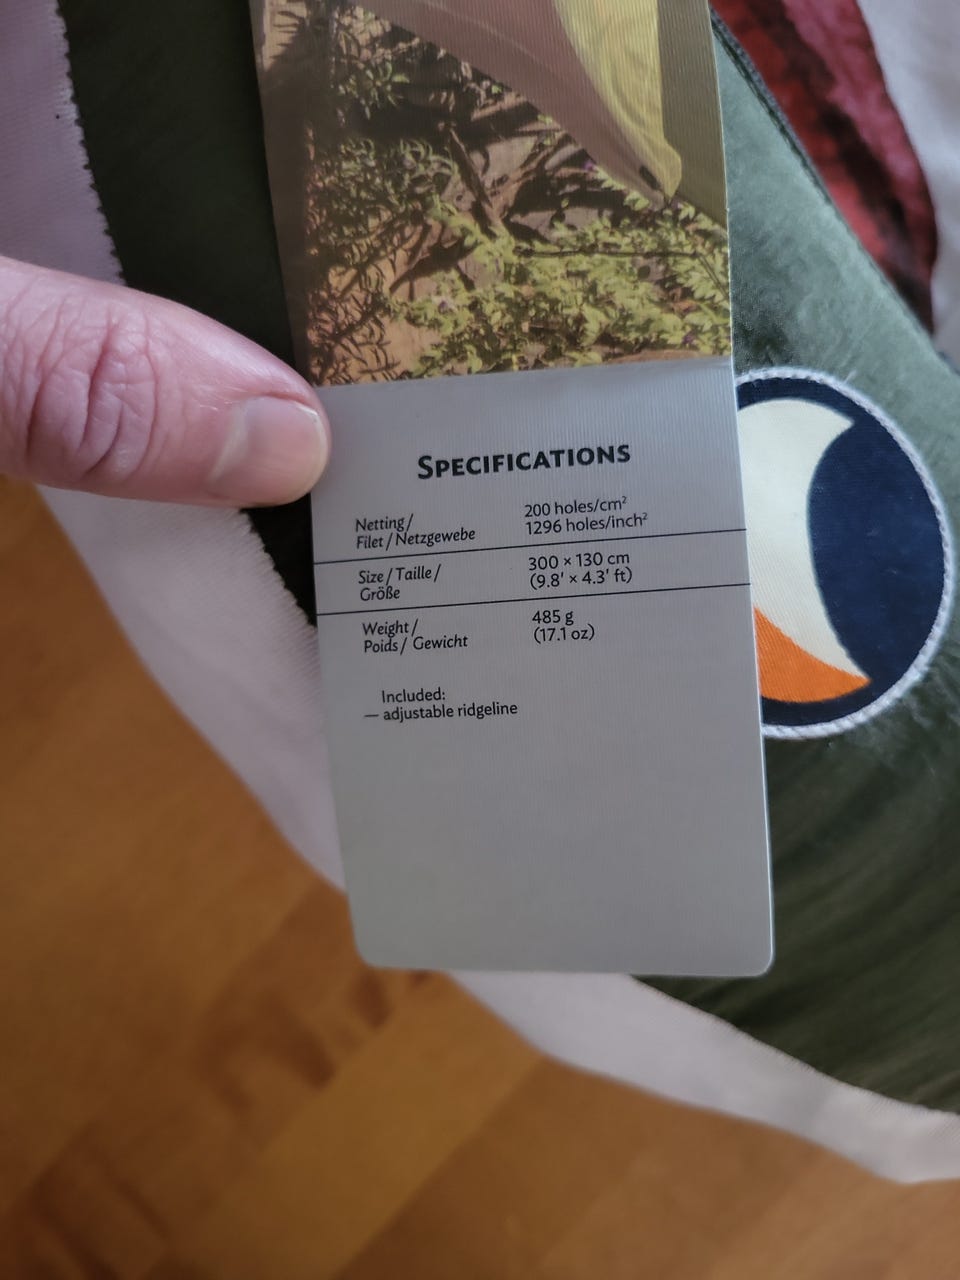 SPECIFICATIONS
Netting/
Filet/Netzgewebe
200 holes/cm²
1296 holes/inch²
Size/Taille/
Größe
300 × 130 cm
(9.8' × 4.3' ft)
Weight/
Poids/ Gewicht
485 g
(17.1 oz)
Included:
— adjustable ridgeline